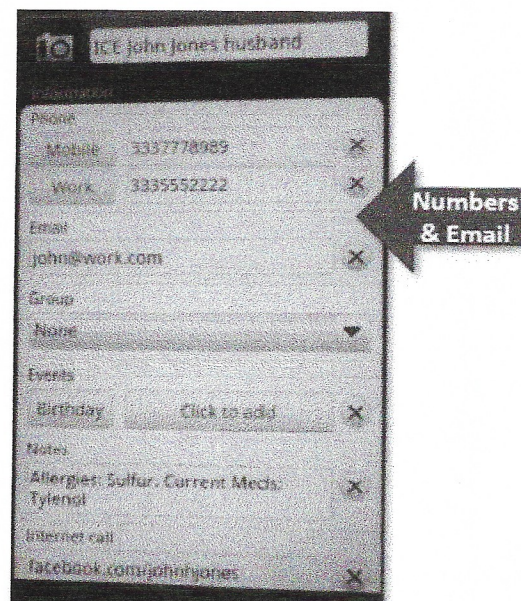 ICE john jones husband
Information
Phone
Mobile 3337778989
Work 3335552222
Numbers
& Email
Email
john@work.com
Group
None
Events
Birthday Click to add
Notes
Allergies: Sulfur. Current Meds:
Tylenol
Internet call
facebook.com/johnhjones